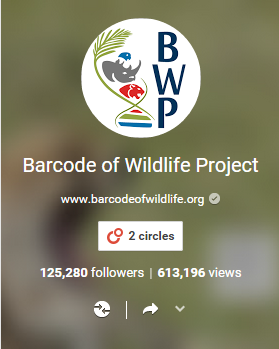 BWP
Barcode of Wildlife Project
www.barcodeofwildlife.org
2 circles
125,280 followers | 613,196 views